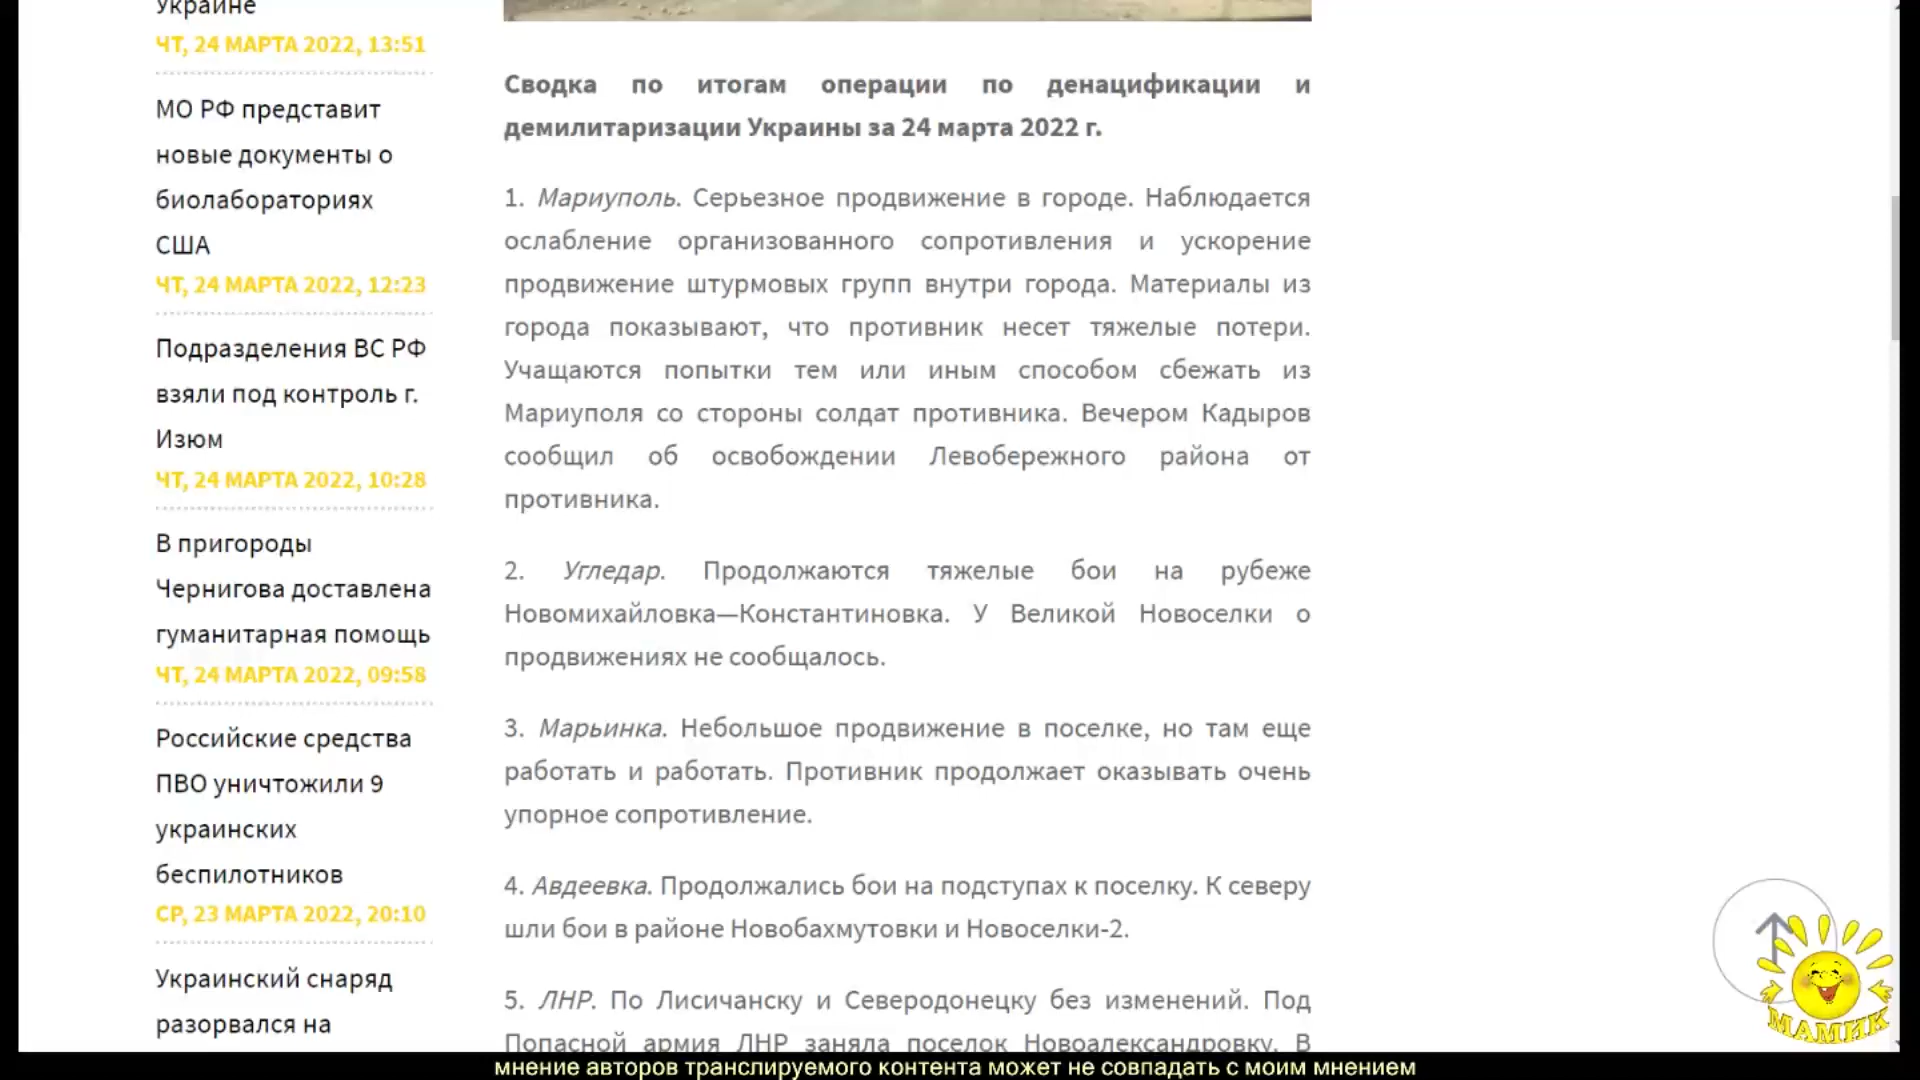 Украине
ЧТ, 24 МАРТА 2022, 13:51
МО РФ представит
новые документы о
биолабораториях
США
ЧТ, 24 МАРТА 2022, 12:23
Подразделения ВС РФ
взяли под контроль г.
Изюм
ЧТ, 24 МАРТА 2022, 10:28
В пригороды
Чернигова доставлена
гуманитарная помощь
ЧТ, 24 МАРТА 2022, 09:58
Российские средства
ПВО уничтожили 9
украинских
беспилотников
СР, 23 МАРТА 2022, 20:10
Украинский снаряд
разорвался на
Сводка по итогам операции по денацификации и
демилитаризации Украины за 24 марта 2022 г.
1. Мариуполь. Серьезное продвижение в городе. Наблюдается
ослабление организованного сопротивления и ускорение
продвижение штурмовых групп внутри города. Материалы из
города показывают, что противник несет тяжелые потери.
Учащаются попытки тем или иным способом сбежать из
Мариуполя со стороны солдат противника. Вечером Кадыров
сообщил об освобождении Левобережного района от
противника.
2. Угледар. Продолжаются тяжелые бои на рубеже
Новомихайловка—Константиновка. У Великой Новоселки о
продвижениях не сообщалось.
3. Марьинка. Небольшое продвижение в поселке, но там еще
работать и работать. Противник продолжает оказывать очень
упорное сопротивление.
4. Авдеевка. Продолжались бои на подступах к поселку. К северу
шли бои в районе Новобахмутовки и Новоселки-2.
5. ЛНР. По Лисичанску и Северодонецку без изменений. Под
Попасной армия ЛНР заняла поселок Новоалександровку. В
МАМИК
мнение авторов транслируемого контента может не совпадать с моим мнением